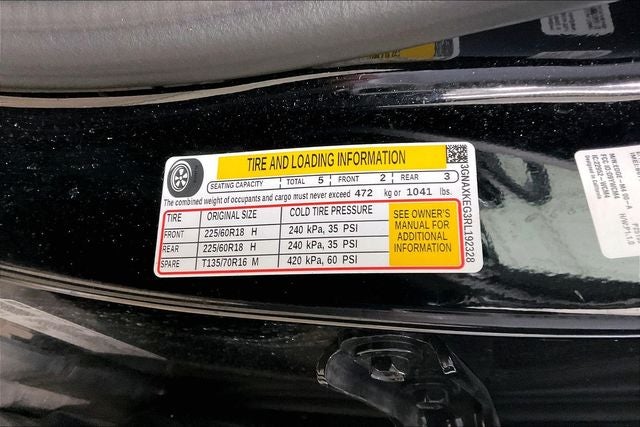 TIRE AND LOADING INFORMATION
SEATING CAPACITY TOTAL 5 FRONT 2 REAR 3
The combined weight of occupants and cargo must never exceed 472 kg or 1041 lbs.
TIRE ORIGINAL SIZE COLD TIRE PRESSURE
FRONT 225/60R18 H 240 kPa, 35 PSI
REAR 225/60R18 H 240 kPa, 35 PSI
SPARE T135/70R16 M 420 kPa, 60 PSI
SEE OWNER'S
MANUAL FOR
ADDITIONAL
INFORMATION
3GNAXKEG3RL192328